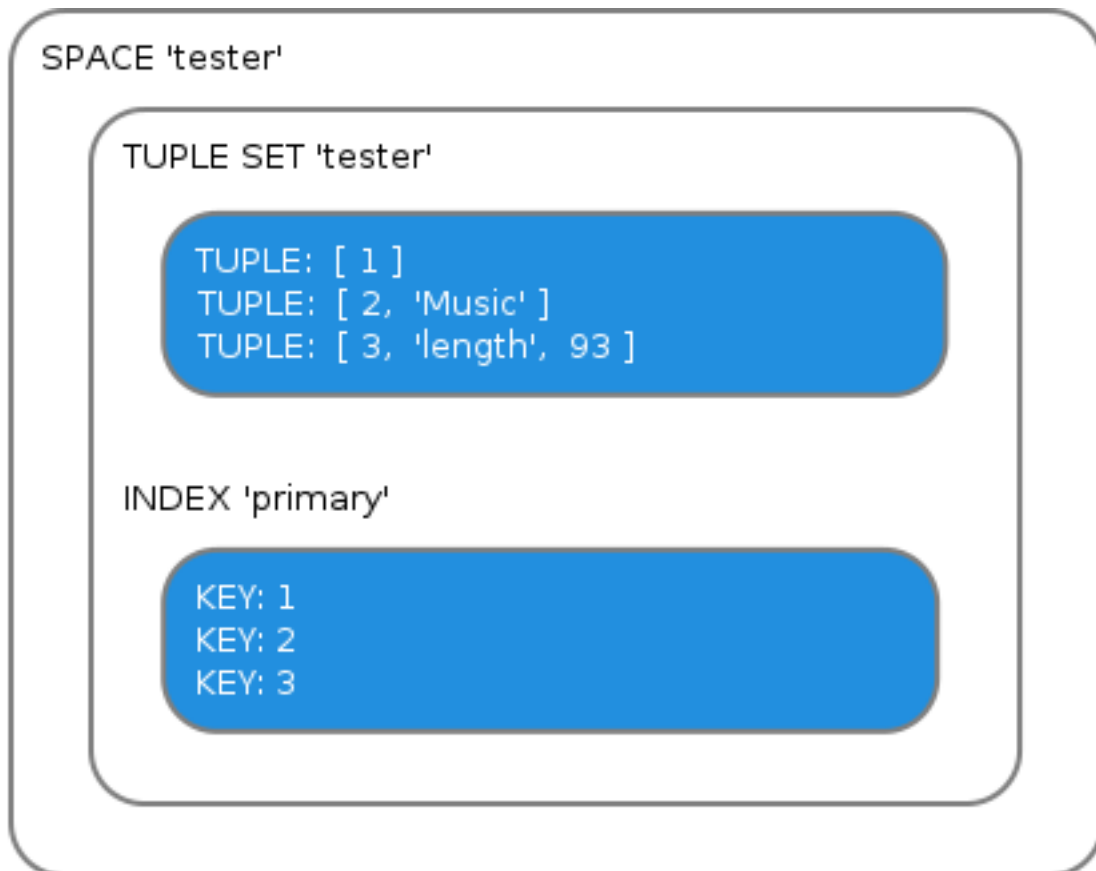 SPACE 'tester'
TUPLE SET 'tester'
TUPLE: [ 1 ]
TUPLE: [ 2, 'Music' ]
TUPLE: [ 3, 'length', 93 ]
INDEX 'primary'
KEY: 1
KEY: 2
KEY: 3